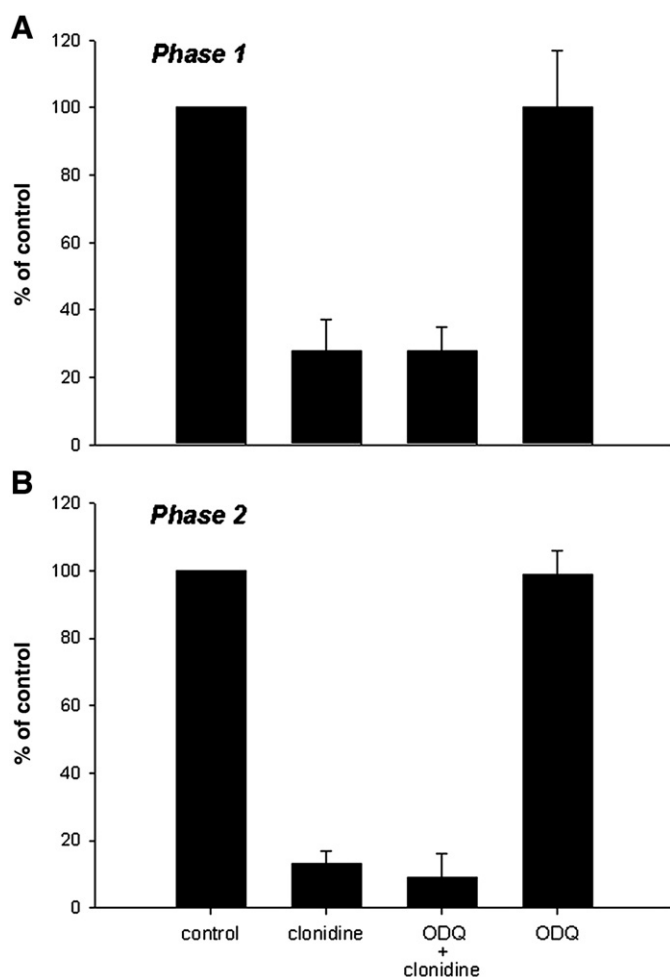 A
Phase 1
% of control
120
100
80
60
40
20
0
B
Phase 2
% of control
120
100
80
60
40
20
0
control
clonidine
ODQ
+
clonidine
ODQ